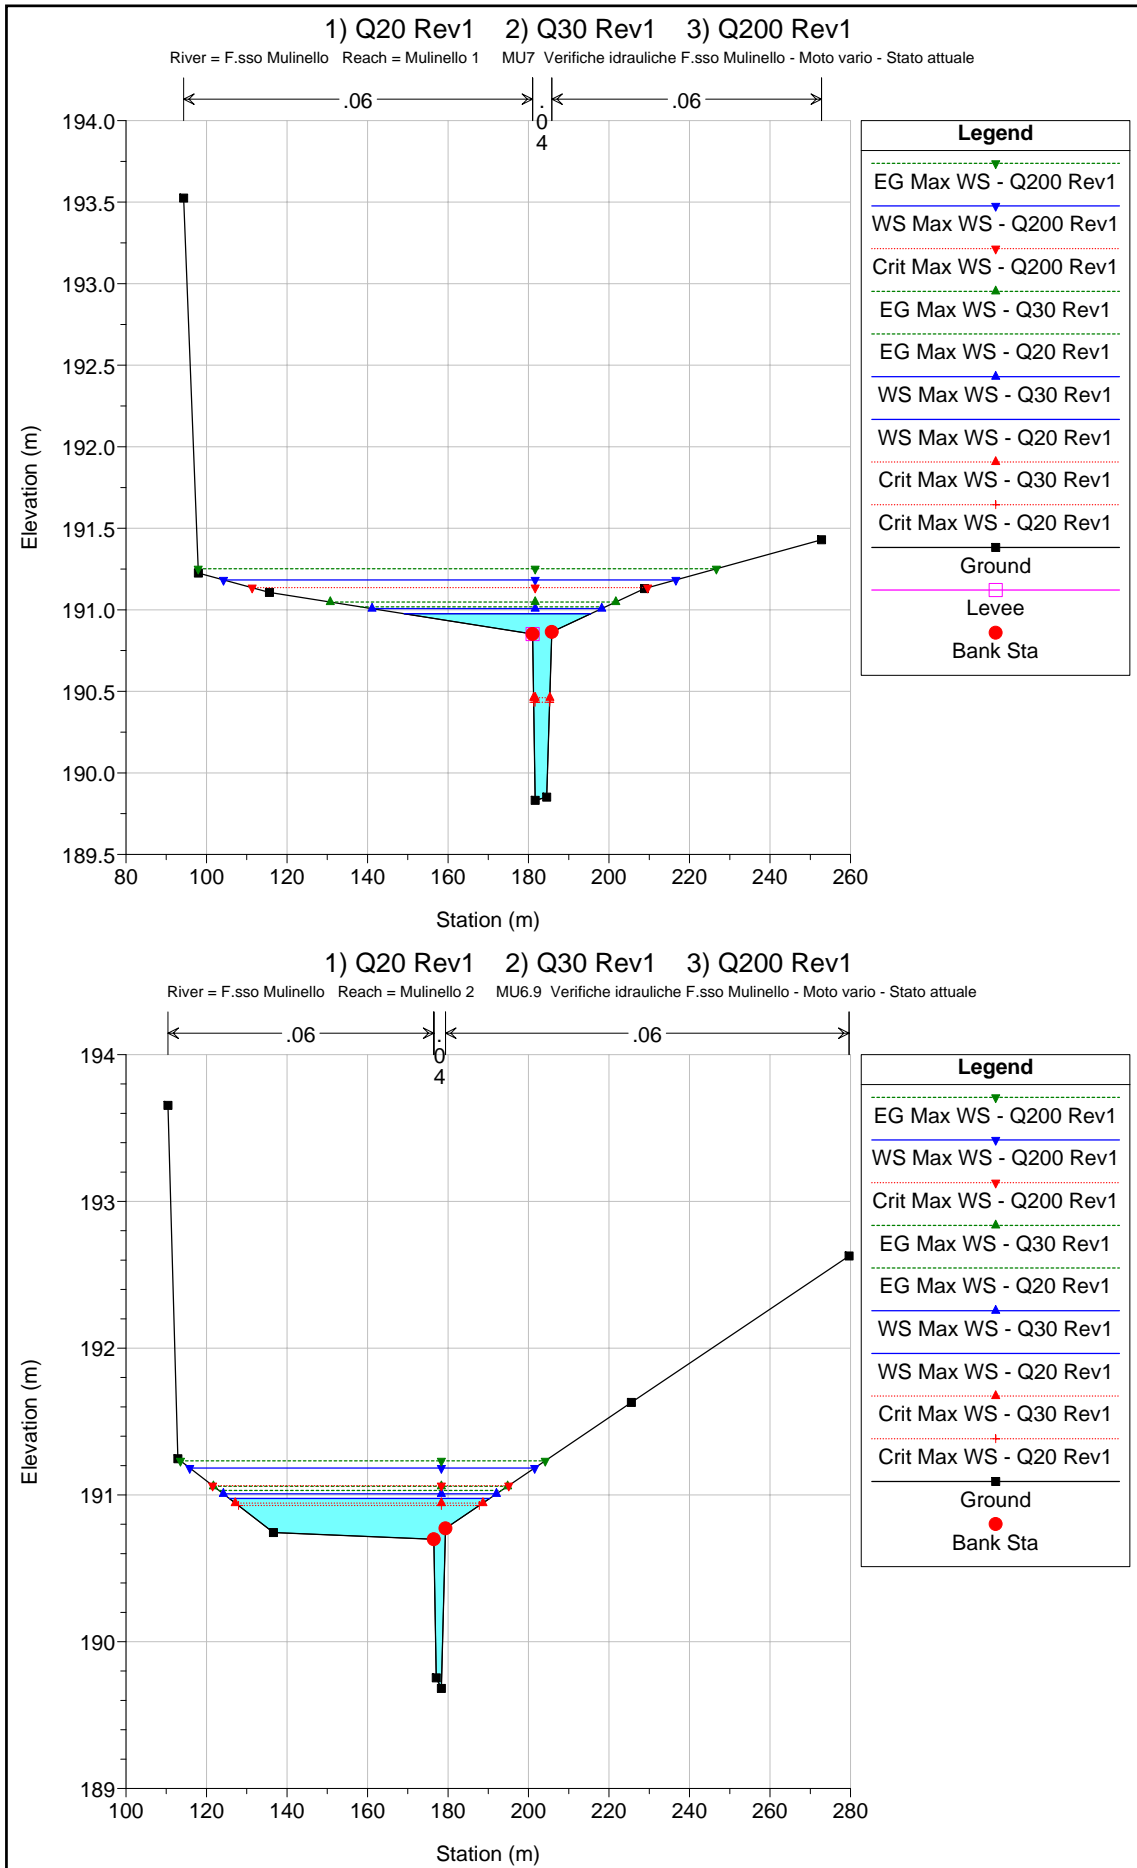 1) Q20 Rev1 2) Q30 Rev1 3) Q200 Rev1
River = F.sso Mulinello Reach = Mulinello 1 MU7 Verifiche idrauliche F.sso Mulinello - Moto vario - Stato attuale
.06 .04 .06
194.0
193.5
193.0
192.5
192.0
191.5
191.0
190.5
190.0
189.5
Elevation (m)
80 100 120 140 160 180 200 220 240 260
Station (m)
Legend
EG Max WS - Q200 Rev1
WS Max WS - Q200 Rev1
Crit Max WS - Q200 Rev1
EG Max WS - Q30 Rev1
EG Max WS - Q20 Rev1
WS Max WS - Q30 Rev1
WS Max WS - Q20 Rev1
Crit Max WS - Q30 Rev1
Crit Max WS - Q20 Rev1
Ground
Levee
Bank Sta
1) Q20 Rev1 2) Q30 Rev1 3) Q200 Rev1
River = F.sso Mulinello Reach = Mulinello 2 MU6.9 Verifiche idrauliche F.sso Mulinello - Moto vario - Stato attuale
.06 .04 .06
194
193
192
191
190
189
Elevation (m)
100 120 140 160 180 200 220 240 260 280
Station (m)
Legend
EG Max WS - Q200 Rev1
WS Max WS - Q200 Rev1
Crit Max WS - Q200 Rev1
EG Max WS - Q30 Rev1
EG Max WS - Q20 Rev1
WS Max WS - Q30 Rev1
WS Max WS - Q20 Rev1
Crit Max WS - Q30 Rev1
Crit Max WS - Q20 Rev1
Ground
Bank Sta